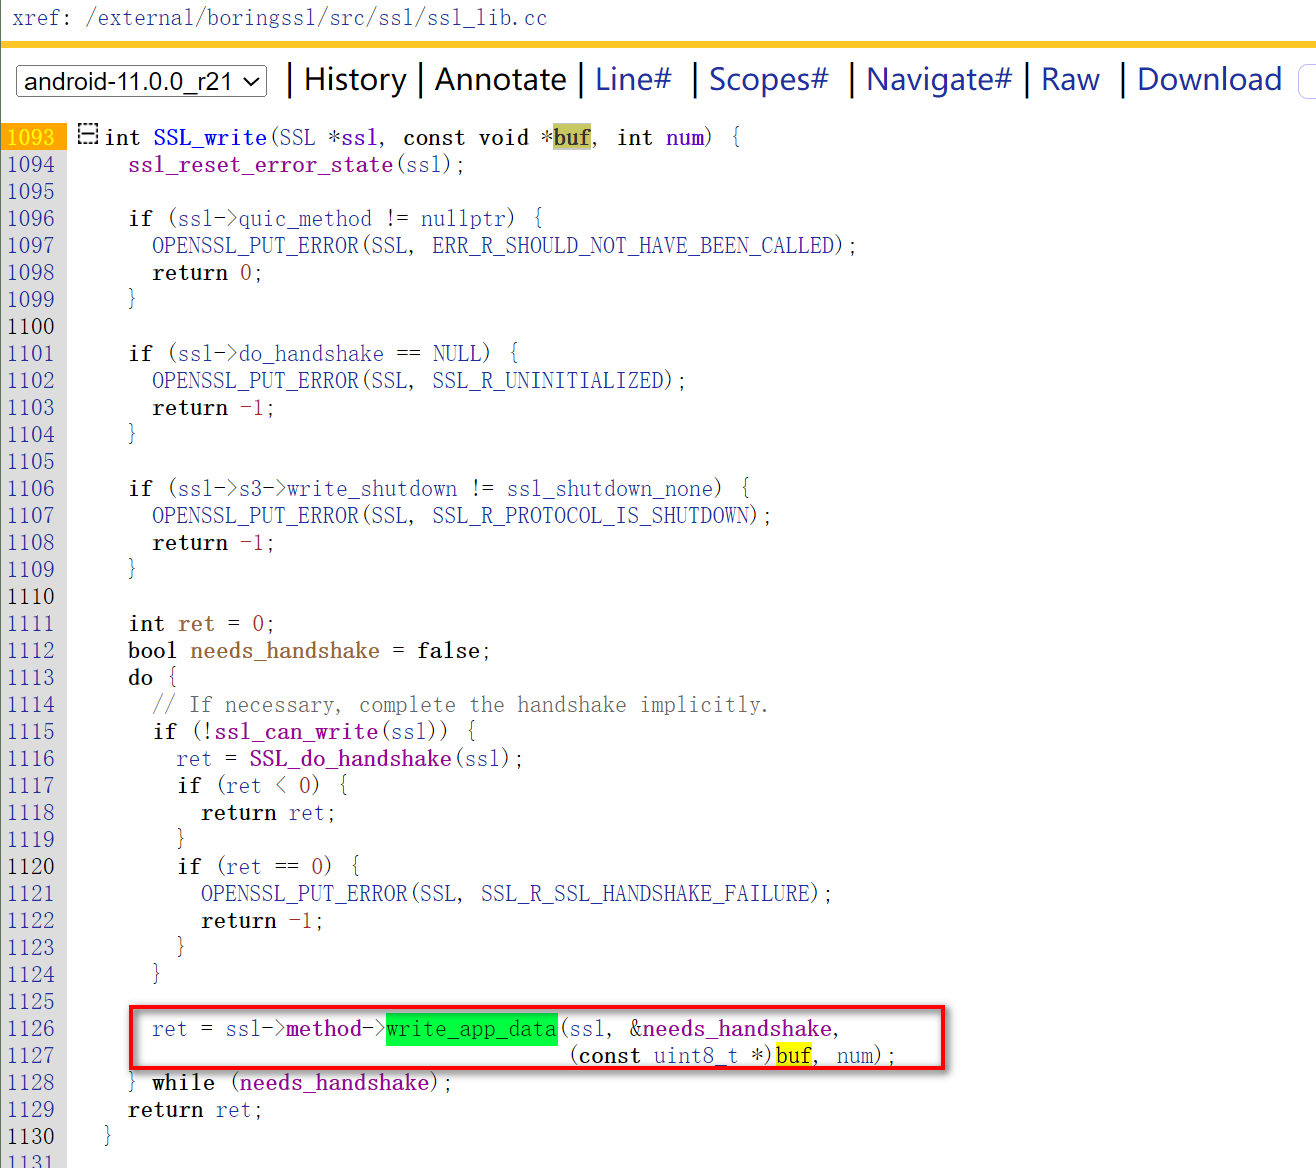 xref: /external/boringssl/src/ssl/ssl_lib.cc
android-11.0.0_r21 | History | Annotate | Line# | Scopes# | Navigate# | Raw | Download
1093 int SSL_write(SSL *ssl, const void *buf, int num) {
1094 ssl_reset_error_state(ssl);
1095
1096 if (ssl->quic_method != nullptr) {
1097 OPENSSL_PUT_ERROR(SSL, ERR_R_SHOULD_NOT_HAVE_BEEN_CALLED);
1098 return 0;
1099 }
1100
1101 if (ssl->do_handshake == NULL) {
1102 OPENSSL_PUT_ERROR(SSL, SSL_R_UNINITIALIZED);
1103 return -1;
1104 }
1105
1106 if (ssl->s3->write_shutdown != ssl_shutdown_none) {
1107 OPENSSL_PUT_ERROR(SSL, SSL_R_PROTOCOL_IS_SHUTDOWN);
1108 return -1;
1109 }
1110
1111 int ret = 0;
1112 bool needs_handshake = false;
1113 do {
1114 // If necessary, complete the handshake implicitly.
1115 if (!ssl_can_write(ssl)) {
1116 ret = SSL_do_handshake(ssl);
1117 if (ret < 0) {
1118 return ret;
1119 }
1120 if (ret == 0) {
1121 OPENSSL_PUT_ERROR(SSL, SSL_R_SSL_HANDSHAKE_FAILURE);
1122 return -1;
1123 }
1124 }
1125
1126 ret = ssl->method->write_app_data(ssl, &needs_handshake,
1127 (const uint8_t *)buf, num);
1128 } while (needs_handshake);
1129 return ret;
1130 }
1131